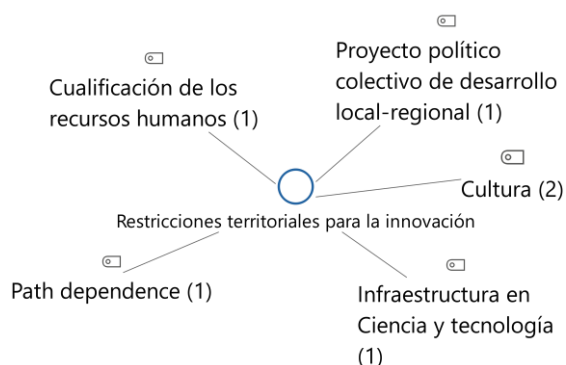 Cualificación de los
recursos humanos (1)
Proyecto político
colectivo de desarrollo
local-regional (1)
Cultura (2)
Restricciones territoriales para la innovación
Path dependence (1)
Infraestructura en
Ciencia y tecnología
(1)